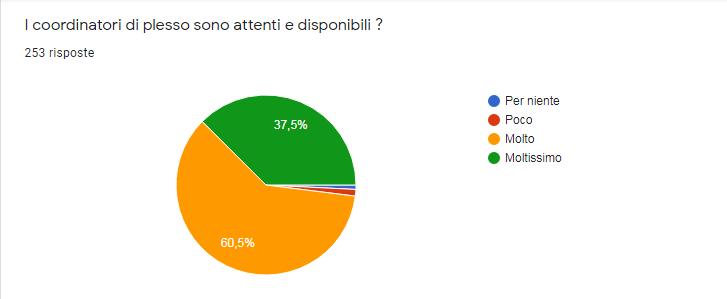 I coordinatori di plesso sono attenti e disponibili ?
253 risposte
37,5%
60,5%
Per niente
Poco
Molto
Moltissimo